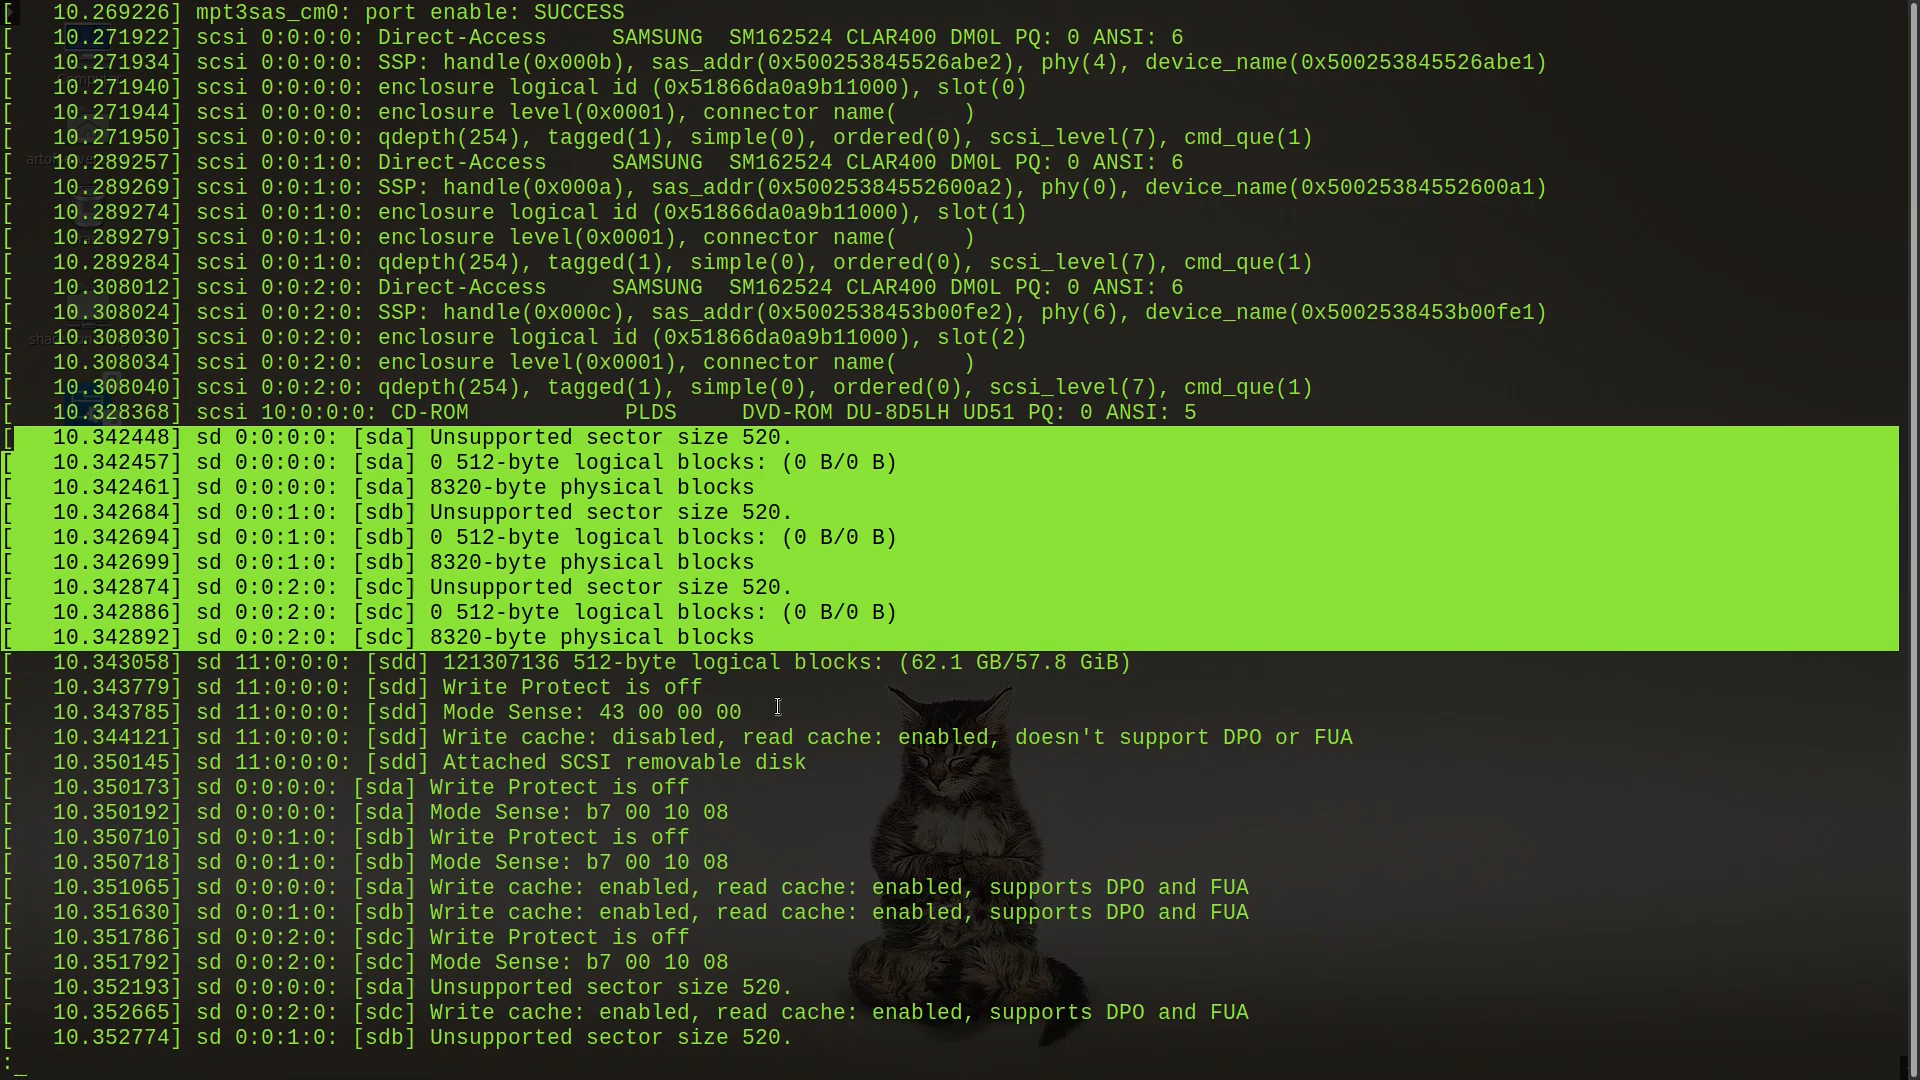 [   10.269226] mpt3sas_cm0: port enable: SUCCESS
[   10.271922] scsi 0:0:0:0: Direct-Access     SAMSUNG  SM162524 CLAR400 DM0L PQ: 0 ANSI: 6
[   10.271934] scsi 0:0:0:0: SSP: handle(0x000b), sas_addr(0x500253845526abe2), phy(4), device_name(0x500253845526abe1)
[   10.271940] scsi 0:0:0:0: enclosure logical id (0x51866da0a9b11000), slot(0)
[   10.271944] scsi 0:0:0:0: enclosure level(0x0001), connector name(     )
[   10.271950] scsi 0:0:0:0: qdepth(254), tagged(1), simple(0), ordered(0), scsi_level(7), cmd_que(1)
[   10.289257] scsi 0:0:1:0: Direct-Access     SAMSUNG  SM162524 CLAR400 DM0L PQ: 0 ANSI: 6
[   10.289269] scsi 0:0:1:0: SSP: handle(0x000a), sas_addr(0x50025384552600a2), phy(0), device_name(0x50025384552600a1)
[   10.289274] scsi 0:0:1:0: enclosure logical id (0x51866da0a9b11000), slot(1)
[   10.289279] scsi 0:0:1:0: enclosure level(0x0001), connector name(     )
[   10.289284] scsi 0:0:1:0: qdepth(254), tagged(1), simple(0), ordered(0), scsi_level(7), cmd_que(1)
[   10.308012] scsi 0:0:2:0: Direct-Access     SAMSUNG  SM162524 CLAR400 DM0L PQ: 0 ANSI: 6
[   10.308024] scsi 0:0:2:0: SSP: handle(0x000c), sas_addr(0x5002538453b00fe2), phy(6), device_name(0x5002538453b00fe1)
[   10.308030] scsi 0:0:2:0: enclosure logical id (0x51866da0a9b11000), slot(2)
[   10.308034] scsi 0:0:2:0: enclosure level(0x0001), connector name(     )
[   10.308040] scsi 0:0:2:0: qdepth(254), tagged(1), simple(0), ordered(0), scsi_level(7), cmd_que(1)
[   10.328368] scsi 10:0:0:0: CD-ROM            PLDS     DVD-ROM DU-8D5LH UD51 PQ: 0 ANSI: 5
[   10.342448] sd 0:0:0:0: [sda] Unsupported sector size 520.
[   10.342457] sd 0:0:0:0: [sda] 0 512-byte logical blocks: (0 B/0 B)
[   10.342461] sd 0:0:0:0: [sda] 8320-byte physical blocks
[   10.342684] sd 0:0:1:0: [sdb] Unsupported sector size 520.
[   10.342694] sd 0:0:1:0: [sdb] 0 512-byte logical blocks: (0 B/0 B)
[   10.342699] sd 0:0:1:0: [sdb] 8320-byte physical blocks
[   10.342874] sd 0:0:2:0: [sdc] Unsupported sector size 520.
[   10.342886] sd 0:0:2:0: [sdc] 0 512-byte logical blocks: (0 B/0 B)
[   10.342892] sd 0:0:2:0: [sdc] 8320-byte physical blocks
[   10.343058] sd 11:0:0:0: [sdd] 121307136 512-byte logical blocks: (62.1 GB/57.8 GiB)
[   10.343779] sd 11:0:0:0: [sdd] Write Protect is off
[   10.343785] sd 11:0:0:0: [sdd] Mode Sense: 43 00 00 00
[   10.344121] sd 11:0:0:0: [sdd] Write cache: disabled, read cache: enabled, doesn't support DPO or FUA
[   10.350145] sd 11:0:0:0: [sdd] Attached SCSI removable disk
[   10.350173] sd 0:0:0:0: [sda] Write Protect is off
[   10.350192] sd 0:0:0:0: [sda] Mode Sense: b7 00 10 08
[   10.350710] sd 0:0:1:0: [sdb] Write Protect is off
[   10.350718] sd 0:0:1:0: [sdb] Mode Sense: b7 00 10 08
[   10.351065] sd 0:0:0:0: [sda] Write cache: enabled, read cache: enabled, supports DPO and FUA
[   10.351630] sd 0:0:1:0: [sdb] Write cache: enabled, read cache: enabled, supports DPO and FUA
[   10.351786] sd 0:0:2:0: [sdc] Write Protect is off
[   10.351792] sd 0:0:2:0: [sdc] Mode Sense: b7 00 10 08
[   10.352193] sd 0:0:0:0: [sda] Unsupported sector size 520.
[   10.352665] sd 0:0:2:0: [sdc] Write cache: enabled, read cache: enabled, supports DPO and FUA
[   10.352774] sd 0:0:1:0: [sdb] Unsupported sector size 520.
: